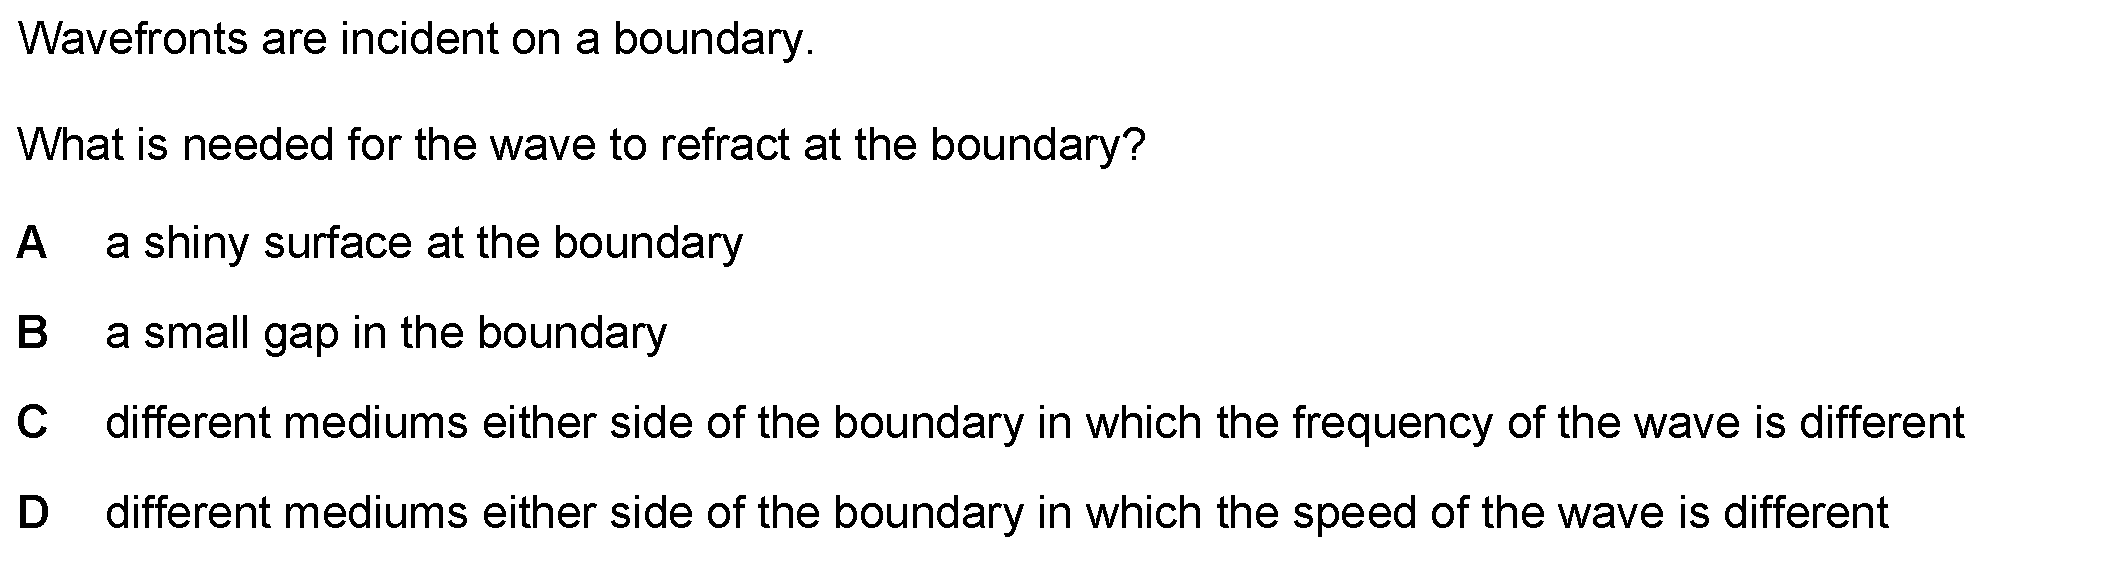 Wavefronts are incident on a boundary.
What is needed for the wave to refract at the boundary?
A a shiny surface at the boundary
B a small gap in the boundary
C different mediums either side of the boundary in which the frequency of the wave is different
D different mediums either side of the boundary in which the speed of the wave is different